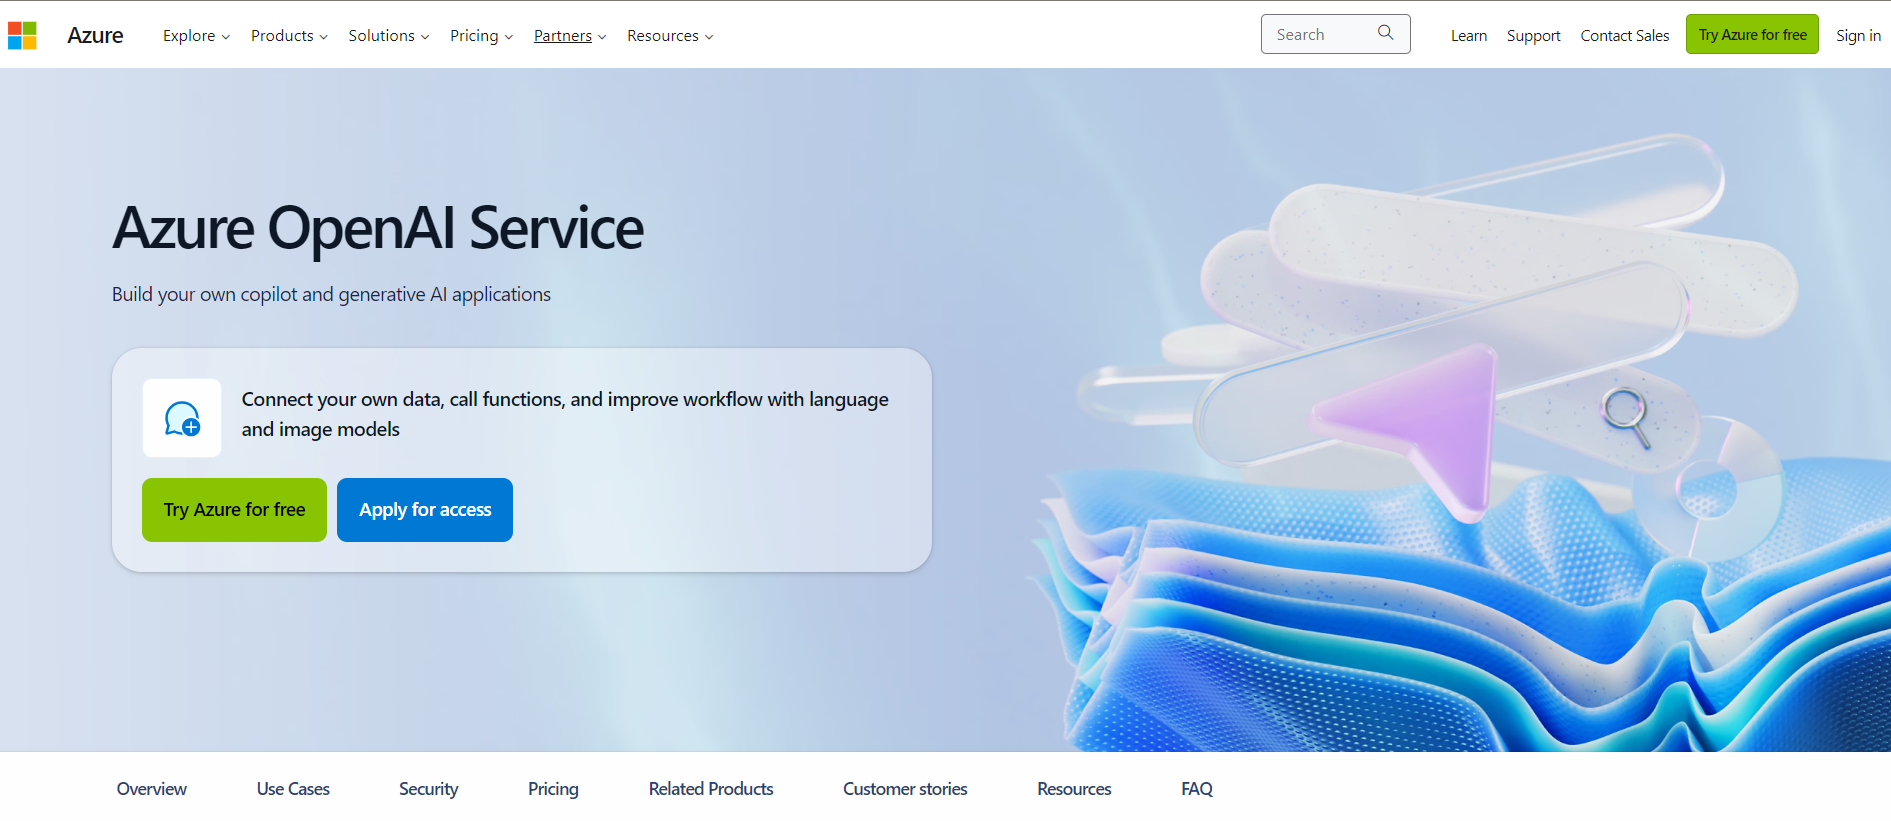 Azure Explore Products Solutions Pricing Partners Resources Search Learn Support Contact Sales Try Azure for free Sign in
Azure OpenAI Service
Build your own copilot and generative AI applications
Connect your own data, call functions, and improve workflow with language
and image models
Try Azure for free Apply for access
Overview Use Cases Security Pricing Related Products Customer stories Resources FAQ